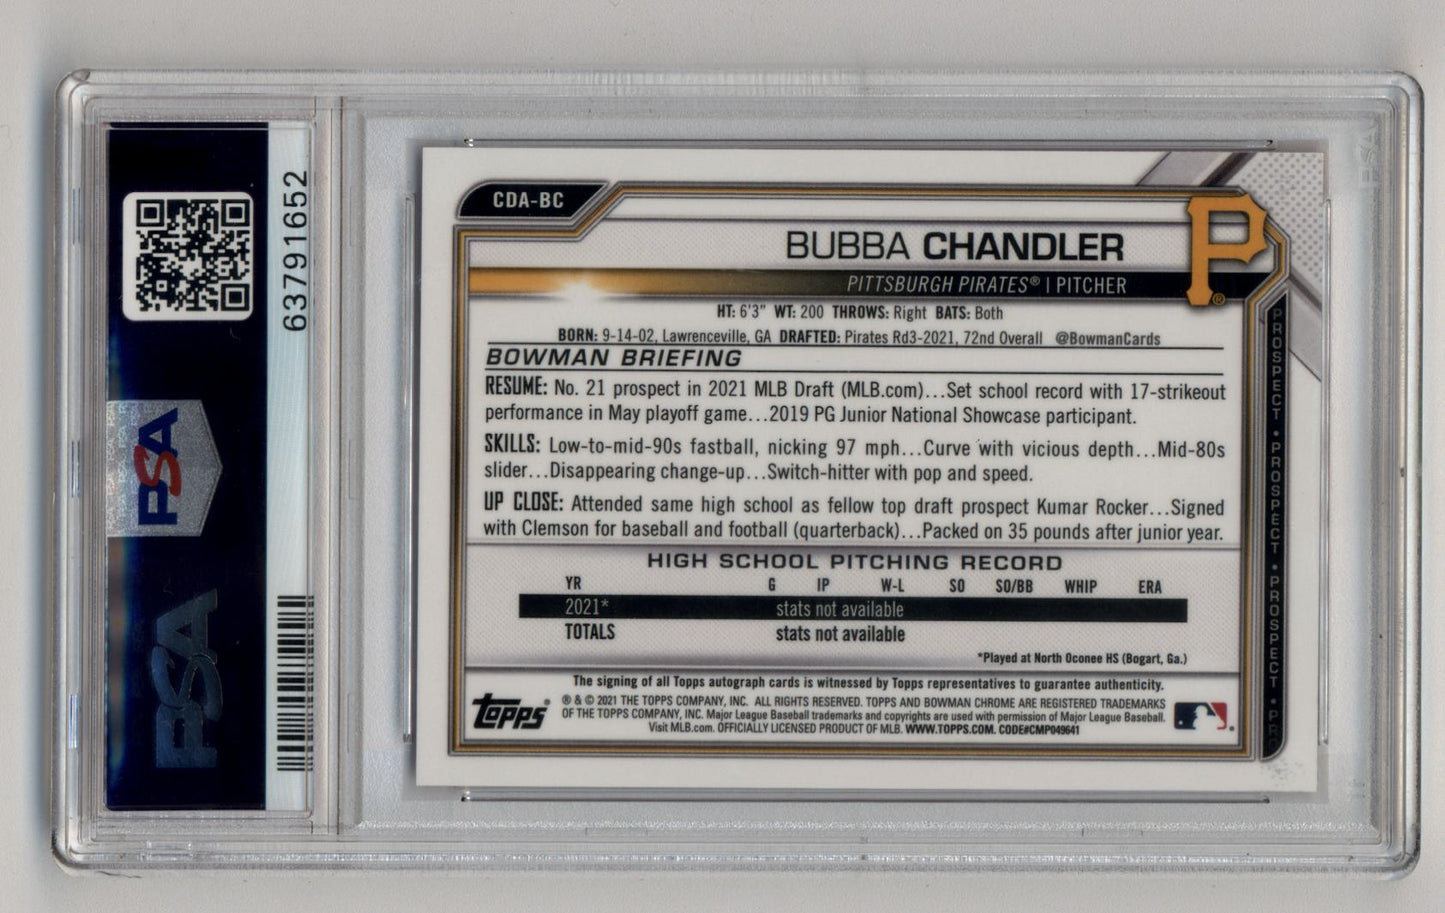 63791652
PSA
PSA
CDA-BC
P®
BUBBA CHANDLER
PITTSBURGH PIRATES® | PITCHER
HT: 6'3" WT: 200 THROWS: Right BATS: Both
BORN: 9-14-02, Lawrenceville, GA DRAFTED: Pirates Rd3-2021, 72nd Overall @BowmanCards
BOWMAN BRIEFING
RESUME: No. 21 prospect in 2021 MLB Draft (MLB.com)...Set school record with 17-strikeout
performance in May playoff game...2019 PG Junior National Showcase participant.
SKILLS: Low-to-mid-90s fastball, nicking 97 mph...Curve with vicious depth...Mid-80s
slider...Disappearing change-up...Switch-hitter with pop and speed.
UP CLOSE: Attended same high school as fellow top draft prospect Kumar Rocker...Signed
with Clemson for baseball and football (quarterback)...Packed on 35 pounds after junior year.
HIGH SCHOOL PITCHING RECORD
YR G IP W-L SO SO/BB WHIP ERA
2021* stats not available
TOTALS stats not available
*Played at North Oconee HS (Bogart, Ga.)
The signing of all Topps autograph cards is witnessed by Topps representatives to guarantee authenticity.
Topps®
® & © 2021 THE TOPPS COMPANY, INC. ALL RIGHTS RESERVED. TOPPS AND BOWMAN CHROME ARE REGISTERED TRADEMARKS
OF THE TOPPS COMPANY, INC. Major League Baseball trademarks and copyrights are used with permission of Major League Baseball.
Visit MLB.com. OFFICIALLY LICENSED PRODUCT OF MLB. WWW.TOPPS.COM. CODE#CMP049641
PROSPECT • PROSPECT • PROSPECT • PRO
PSA